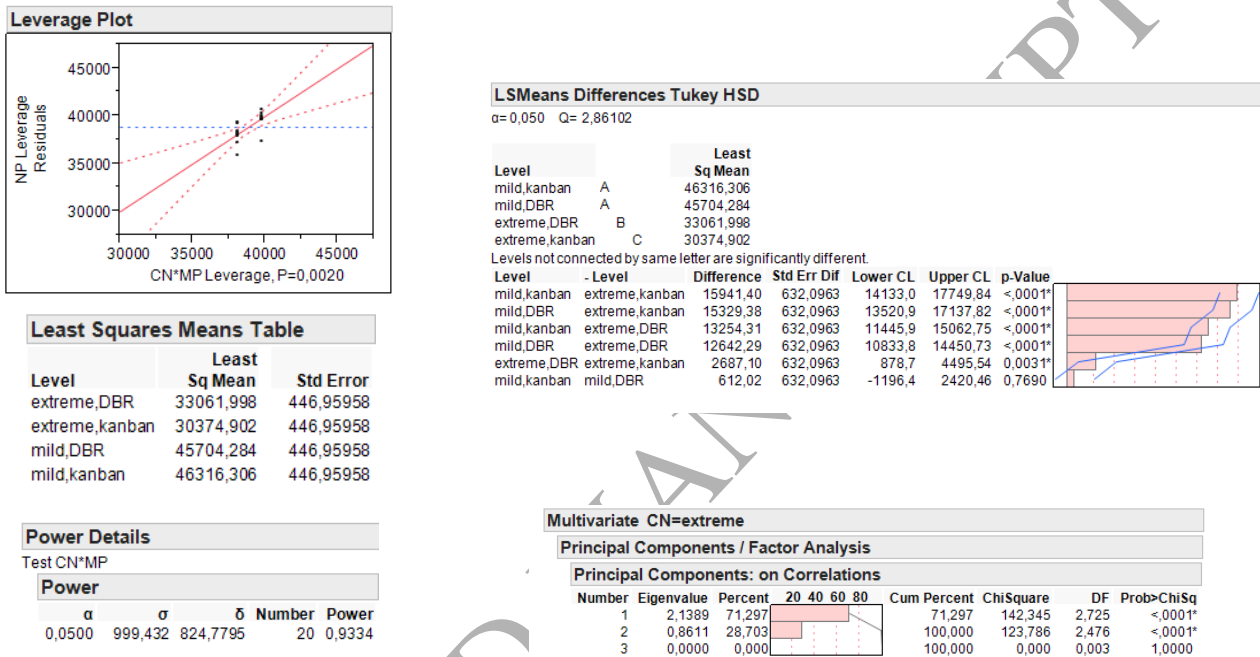 Leverage Plot
NP Leverage
Residuals
45000
40000
35000
30000
30000 35000 40000 45000
CN*MP Leverage, P=0,0020
Least Squares Means Table
Least
Level Sq Mean Std Error
extreme,DBR 33061,998 446,95958
extreme,kanban 30374,902 446,95958
mild,DBR 45704,284 446,95958
mild,kanban 46316,306 446,95958
Power Details
Test CN*MP
Power
α σ δ Number Power
0,0500 999,432 824,7795 20 0,9334
LSMeans Differences Tukey HSD
α= 0,050 Q= 2,86102
Least
Level Sq Mean
mild,kanban A 46316,306
mild,DBR A 45704,284
extreme,DBR B 33061,998
extreme,kanban C 30374,902
Levels not connected by same letter are significantly different.
Level - Level Difference Std Err Dif Lower CL Upper CL p-Value
mild,kanban extreme,kanban 15941,40 632,0963 14133,0 17749,84 <,0001*
mild,DBR extreme,kanban 15329,38 632,0963 13520,9 17137,82 <,0001*
mild,kanban extreme,DBR 13254,31 632,0963 11445,9 15062,75 <,0001*
mild,DBR extreme,DBR 12642,29 632,0963 10833,8 14450,73 <,0001*
extreme,DBR extreme,kanban 2687,10 632,0963 878,7 4495,54 0,0031*
mild,kanban mild,DBR 612,02 632,0963 -1196,4 2420,46 0,7690
Multivariate CN=extreme
Principal Components / Factor Analysis
Principal Components: on Correlations
Number Eigenvalue Percent 20 40 60 80 Cum Percent ChiSquare DF Prob>ChiSq
1 2,1389 71,297 71,297 142,345 2,725 <,0001*
2 0,8611 28,703 100,000 123,786 2,476 <,0001*
3 0,0000 0,000 100,000 0,000 0,003 1,0000